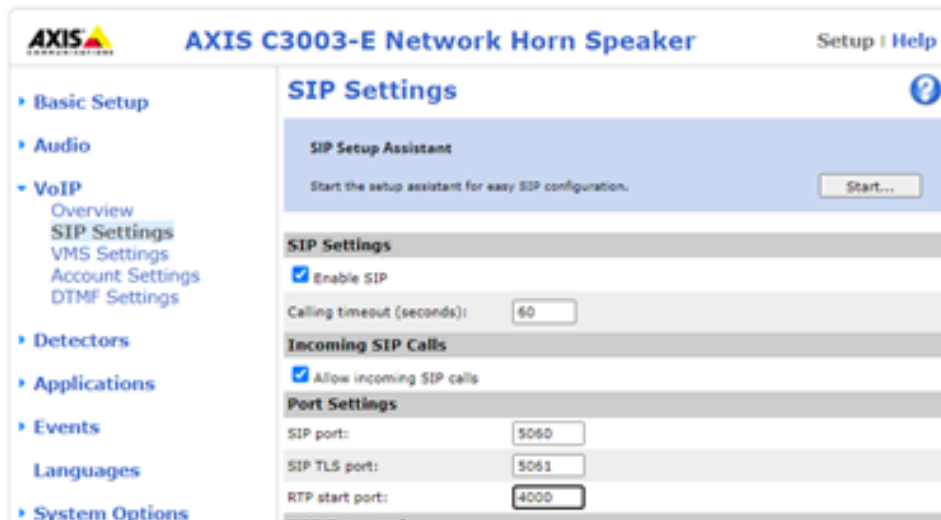 AXIS
COMMUNICATIONS
AXIS C3003-E Network Horn Speaker
Setup | Help
Basic Setup
Audio
VoIP
Overview
SIP Settings
VMS Settings
Account Settings
DTMF Settings
Detectors
Applications
Events
Languages
System Options
SIP Settings
?
SIP Setup Assistant
Start the setup assistant for easy SIP configuration.
Start...
SIP Settings
Enable SIP
Calling timeout (seconds): 60
Incoming SIP Calls
Allow incoming SIP calls
Port Settings
SIP port: 5060
SIP TLS port: 5061
RTP start port: 4000